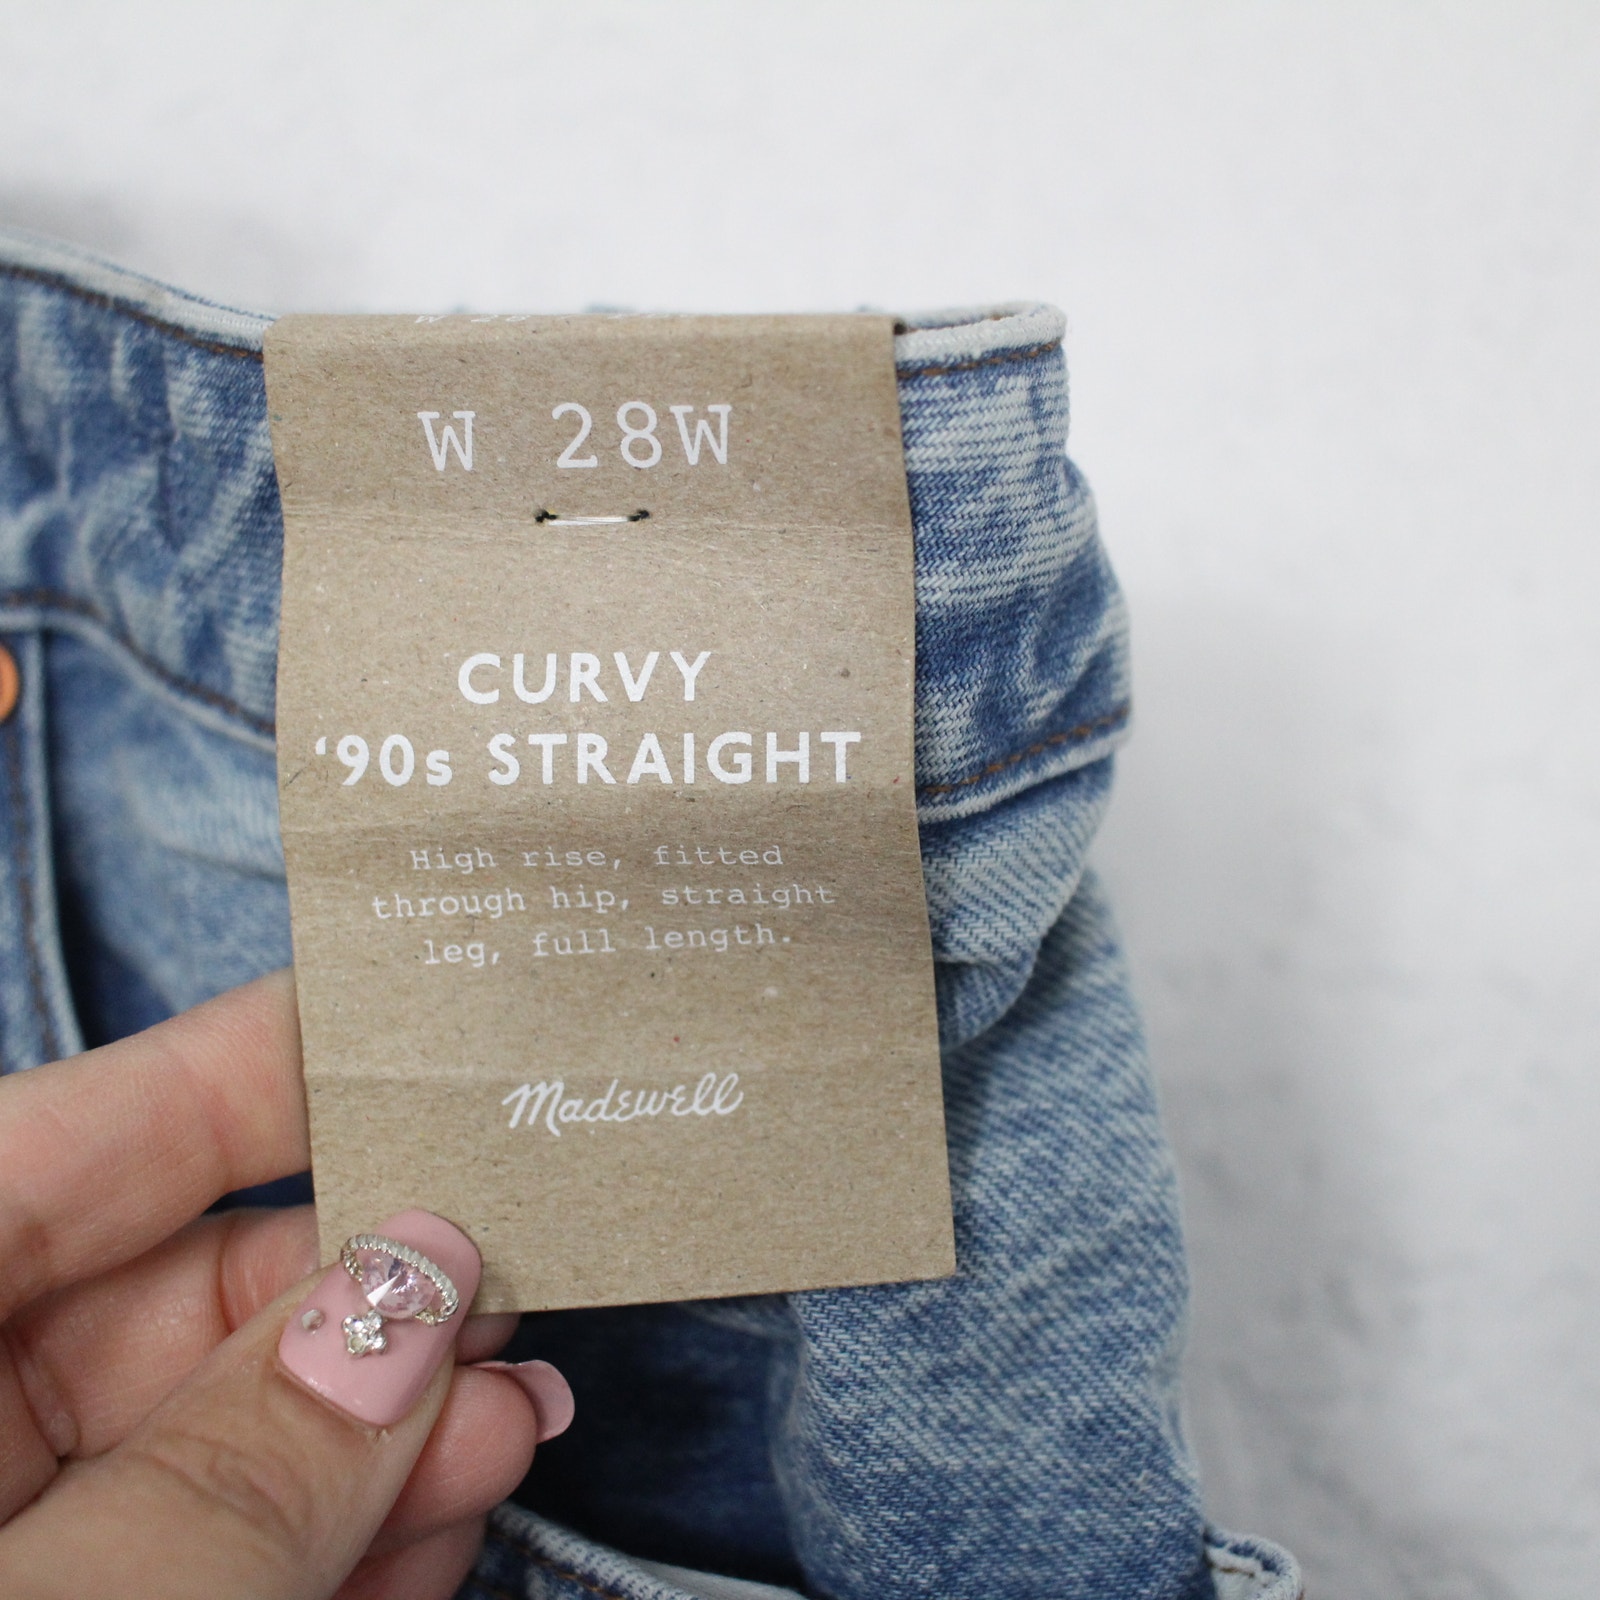 W 28W
CURVY
‘90s STRAIGHT
High rise, fitted
through hip, straight
leg, full length.
Madewell